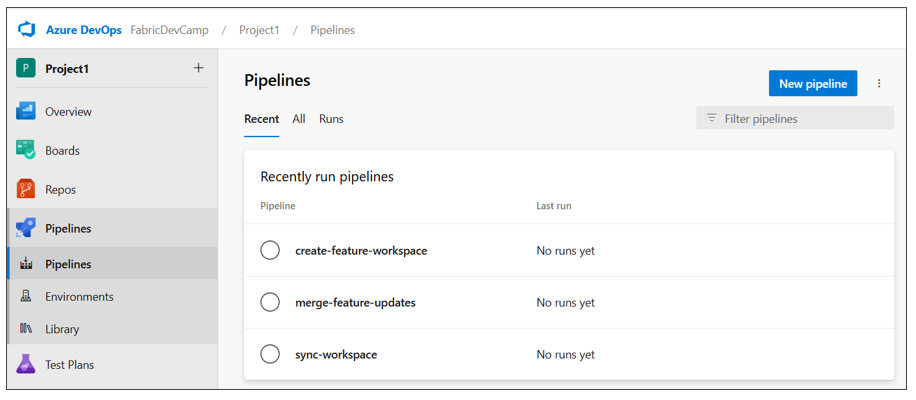 Azure DevOps FabricDevCamp / Project1 / Pipelines
P Project1 +
Overview
Boards
Repos
Pipelines
Pipelines
Environments
Library
Test Plans
Pipelines
New pipeline
Recent All Runs
Filter pipelines
Recently run pipelines
Pipeline Last run
create-feature-workspace No runs yet
merge-feature-updates No runs yet
sync-workspace No runs yet